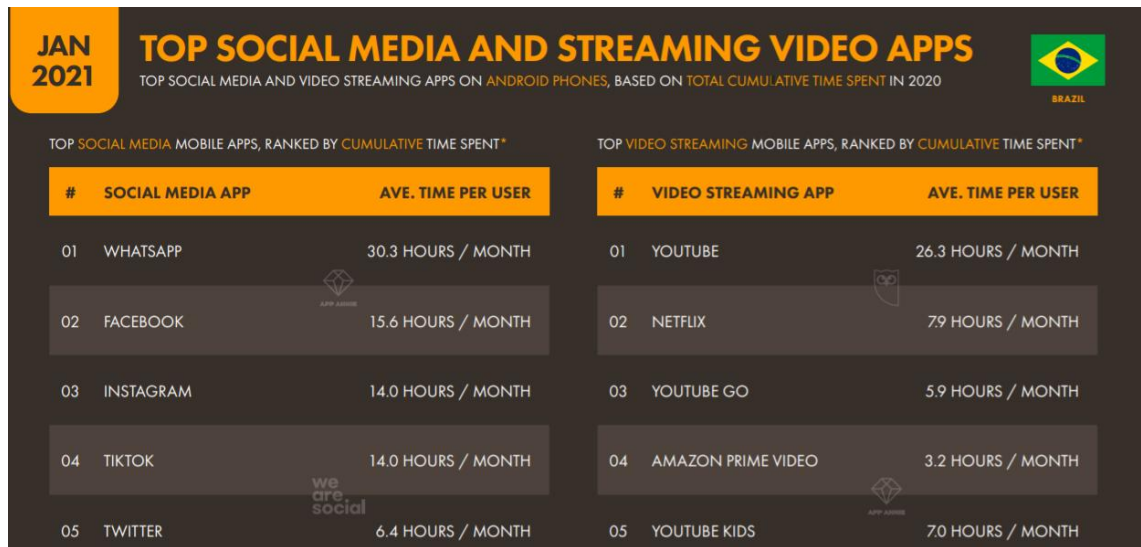 JAN
2021
TOP SOCIAL MEDIA AND STREAMING VIDEO APPS
TOP SOCIAL MEDIA AND VIDEO STREAMING APPS ON ANDROID PHONES, BASED ON TOTAL CUMULATIVE TIME SPENT IN 2020
BRAZIL
TOP SOCIAL MEDIA MOBILE APPS, RANKED BY CUMULATIVE TIME SPENT*
# SOCIAL MEDIA APP AVE. TIME PER USER
01 WHATSAPP 30.3 HOURS / MONTH
APP ANNIE
02 FACEBOOK 15.6 HOURS / MONTH
03 INSTAGRAM 14.0 HOURS / MONTH
04 TIKTOK 14.0 HOURS / MONTH
we
are
social
05 TWITTER 6.4 HOURS / MONTH
TOP VIDEO STREAMING MOBILE APPS, RANKED BY CUMULATIVE TIME SPENT*
# VIDEO STREAMING APP AVE. TIME PER USER
01 YOUTUBE 26.3 HOURS / MONTH
02 NETFLIX 7.9 HOURS / MONTH
03 YOUTUBE GO 5.9 HOURS / MONTH
04 AMAZON PRIME VIDEO 3.2 HOURS / MONTH
APP ANNIE
05 YOUTUBE KIDS 7.0 HOURS / MONTH